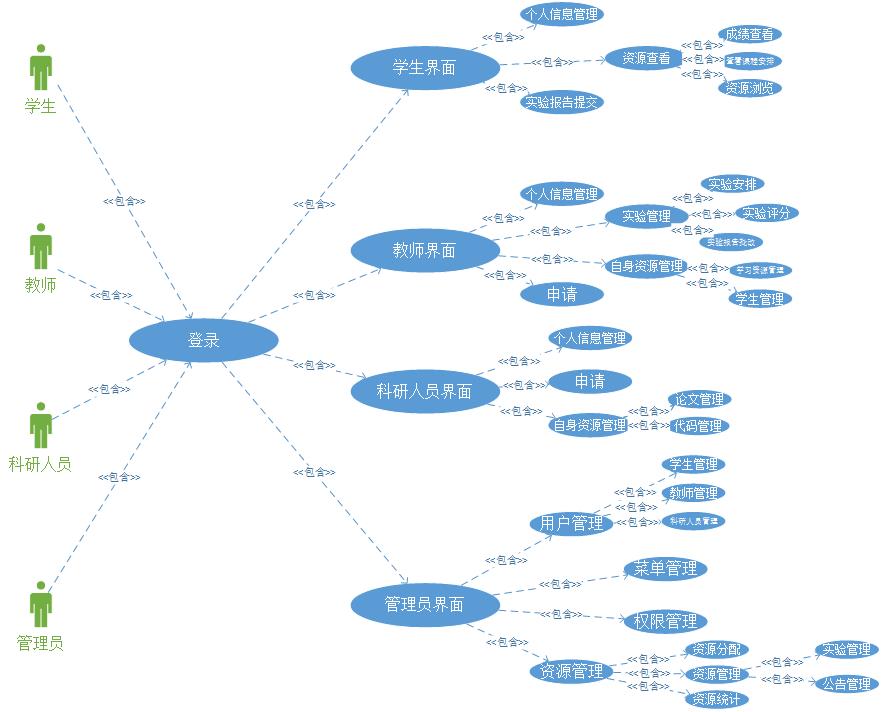 学生
教师
科研人员
管理员
<<包含>>
<<包含>>
<<包含>>
<<包含>>
登录
<<包含>>
<<包含>>
<<包含>>
<<包含>>
学生界面
<<包含>>
个人信息管理
<<包含>>
资源查看
<<包含>>
成绩查看
<<包含>>
查看课程安排
<<包含>>
资源浏览
<<包含>>
实验报告提交
教师界面
<<包含>>
个人信息管理
<<包含>>
实验管理
<<包含>>
实验安排
<<包含>>
实验评分
<<包含>>
实验报告批改
<<包含>>
自身资源管理
<<包含>>
学习资源管理
<<包含>>
学生管理
<<包含>>
申请
科研人员界面
<<包含>>
个人信息管理
<<包含>>
申请
<<包含>>
自身资源管理
<<包含>>
论文管理
<<包含>>
代码管理
管理员界面
<<包含>>
用户管理
<<包含>>
学生管理
<<包含>>
教师管理
<<包含>>
科研人员管理
<<包含>>
菜单管理
<<包含>>
权限管理
<<包含>>
资源管理
<<包含>>
资源分配
<<包含>>
资源管理
<<包含>>
实验管理
<<包含>>
公告管理
<<包含>>
资源统计